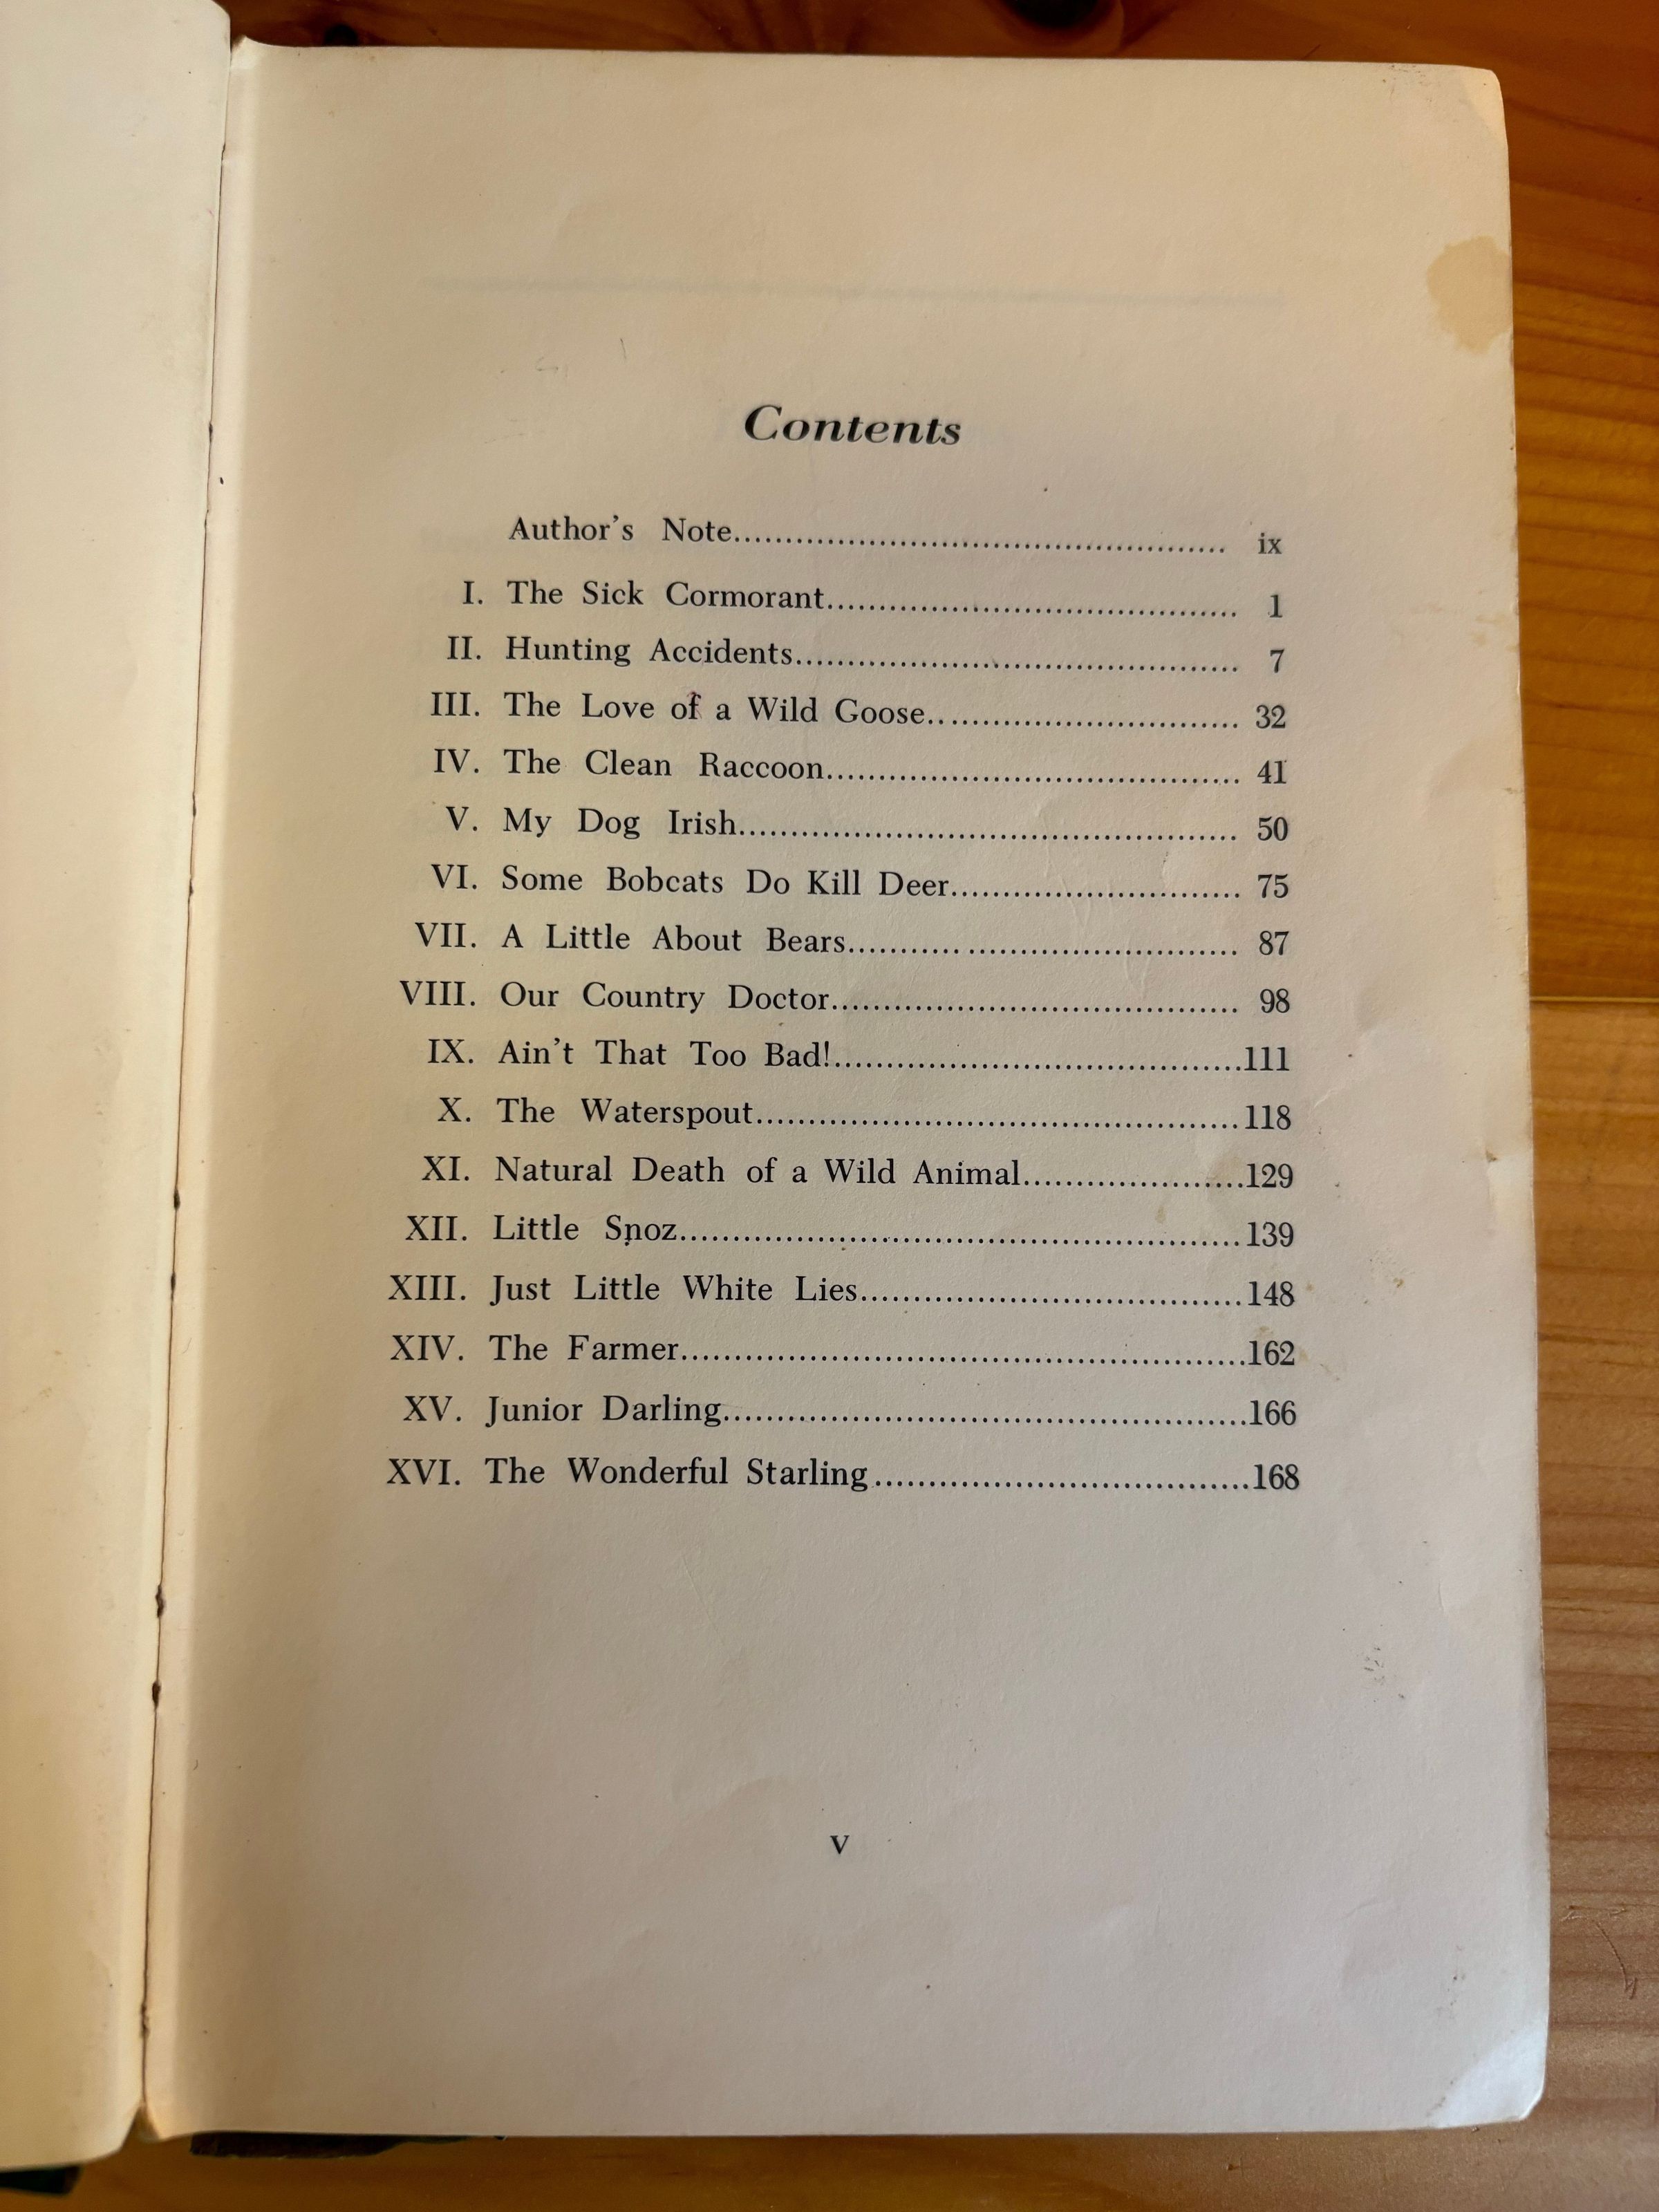 Contents
Author's Note................................................ ix
I. The Sick Cormorant........................................ 1
II. Hunting Accidents........................................... 7
III. The Love of a Wild Goose.............................. 32
IV. The Clean Raccoon........................................ 41
V. My Dog Irish................................................ 50
VI. Some Bobcats Do Kill Deer............................ 75
VII. A Little About Bears...................................... 87
VIII. Our Country Doctor....................................... 98
IX. Ain't That Too Bad!........................................111
X. The Waterspout...............................................118
XI. Natural Death of a Wild Animal......................129
XII. Little Snoz......................................................139
XIII. Just Little White Lies.....................................148
XIV. The Farmer......................................................162
XV. Junior Darling..................................................166
XVI. The Wonderful Starling....................................168
v